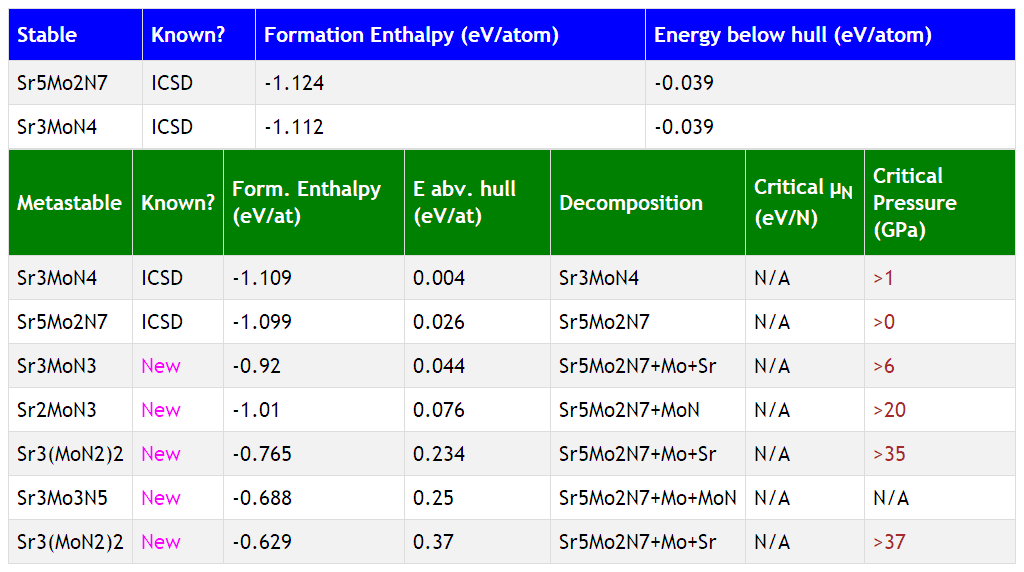 Stable Known? Formation Enthalpy (eV/atom) Energy below hull (eV/atom)
Sr5Mo2N7 ICSD -1.124 -0.039
Sr3MoN4 ICSD -1.112 -0.039
Metastable Known? Form. Enthalpy (eV/at) E abv. hull (eV/at) Decomposition Critical μN (eV/N) Critical Pressure (GPa)
Sr3MoN4 ICSD -1.109 0.004 Sr3MoN4 N/A >1
Sr5Mo2N7 ICSD -1.099 0.026 Sr5Mo2N7 N/A >0
Sr3MoN3 New -0.92 0.044 Sr5Mo2N7+Mo+Sr N/A >6
Sr2MoN3 New -1.01 0.076 Sr5Mo2N7+MoN N/A >20
Sr3(MoN2)2 New -0.765 0.234 Sr5Mo2N7+Mo+Sr N/A >35
Sr3Mo3N5 New -0.688 0.25 Sr5Mo2N7+Mo+MoN N/A N/A
Sr3(MoN2)2 New -0.629 0.37 Sr5Mo2N7+Mo+Sr N/A >37